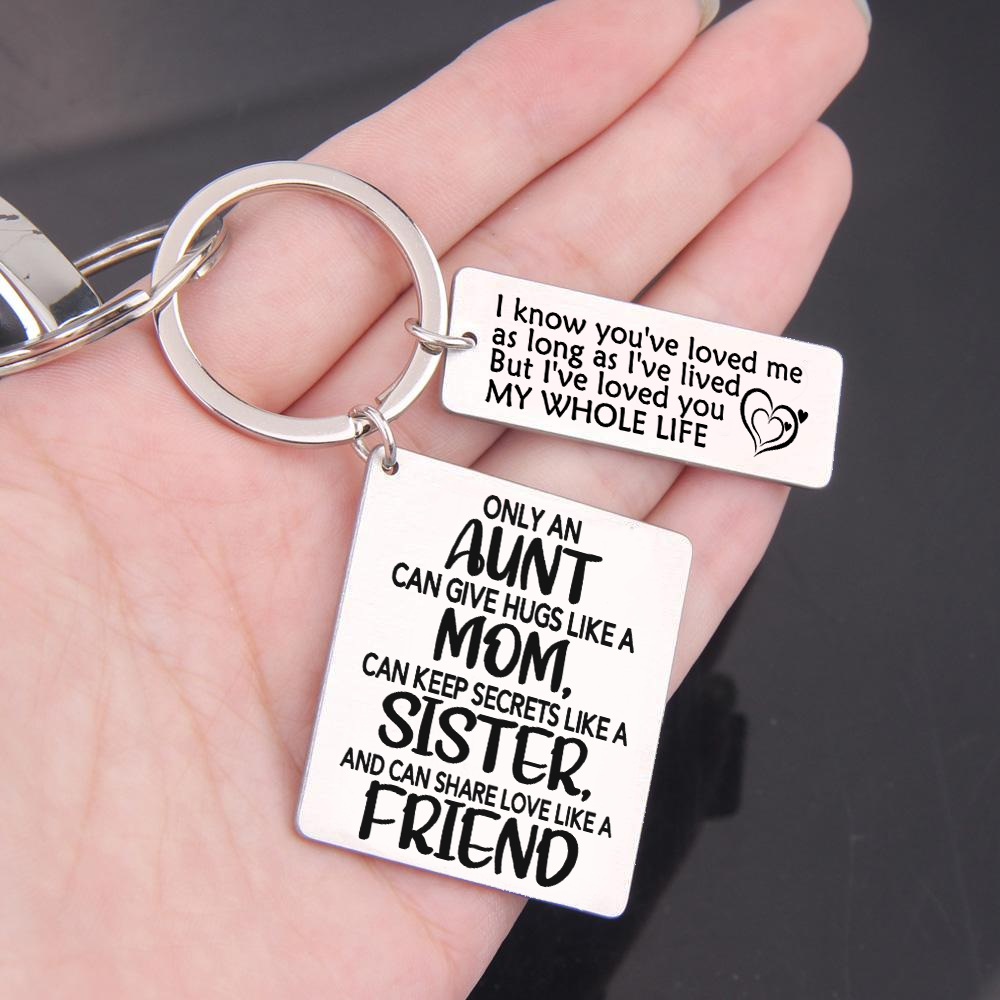 I know you've loved me
as long as I've lived
But I've loved you
MY WHOLE LIFE
ONLY AN
AUNT
CAN GIVE HUGS LIKE A
MOM,
CAN KEEP SECRETS LIKE A
SISTER,
AND CAN SHARE LOVE LIKE A
FRIEND